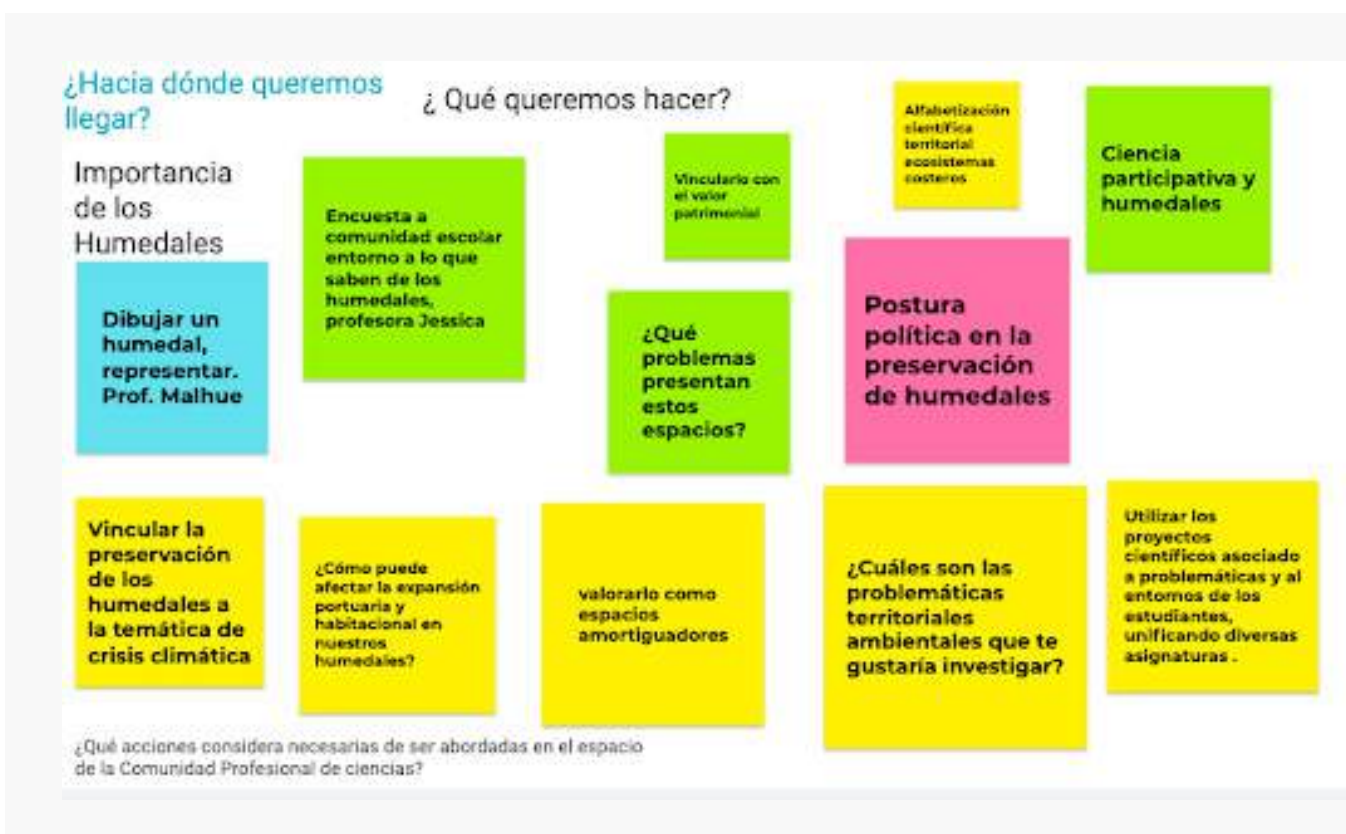 ¿Hacia dónde queremos
llegar?
¿ Qué queremos hacer?
Importancia
de los
Humedales
Dibujar un
humedal,
representar.
Prof. Malhue
Encuesta a
comunidad escolar
entorno a lo que
saben de los
humedales,
profesora Jessica
Vincularlo con
el valor
patrimonial
¿Qué
problemas
presentan
estos
espacios?
Alfabetización
científica
territorial
ecosistemas
costeros
Ciencia
participativa y
humedales
Postura
política en la
preservación
de humedales
Vincular la
preservación
de los
humedales a
la temática de
crisis climática
¿Cómo puede
afectar la expansión
portuaria y
habitacional en
nuestros
humedales?
valorarlo como
espacios
amortiguadores
¿Cuáles son las
problemáticas
territoriales
ambientales que te
gustaría investigar?
Utilizar los
proyectos
científicos asociado
a problemáticas y al
entornos de los
estudiantes,
unificando diversas
asignaturas .
¿Qué acciones considera necesarias de ser abordadas en el espacio
de la Comunidad Profesional de ciencias?